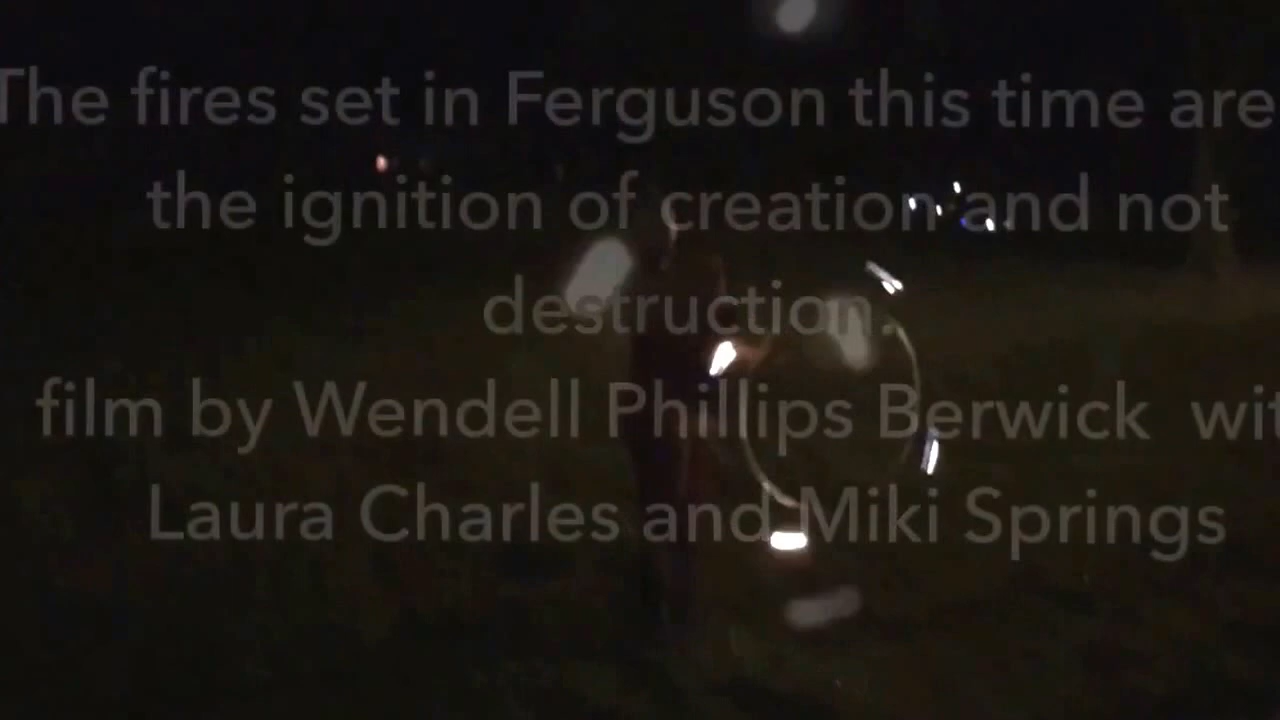 The fires set in Ferguson this time are
the ignition of creation and not
destruction.
film by Wendell Phillips Berwick wit
Laura Charles and Miki Springs